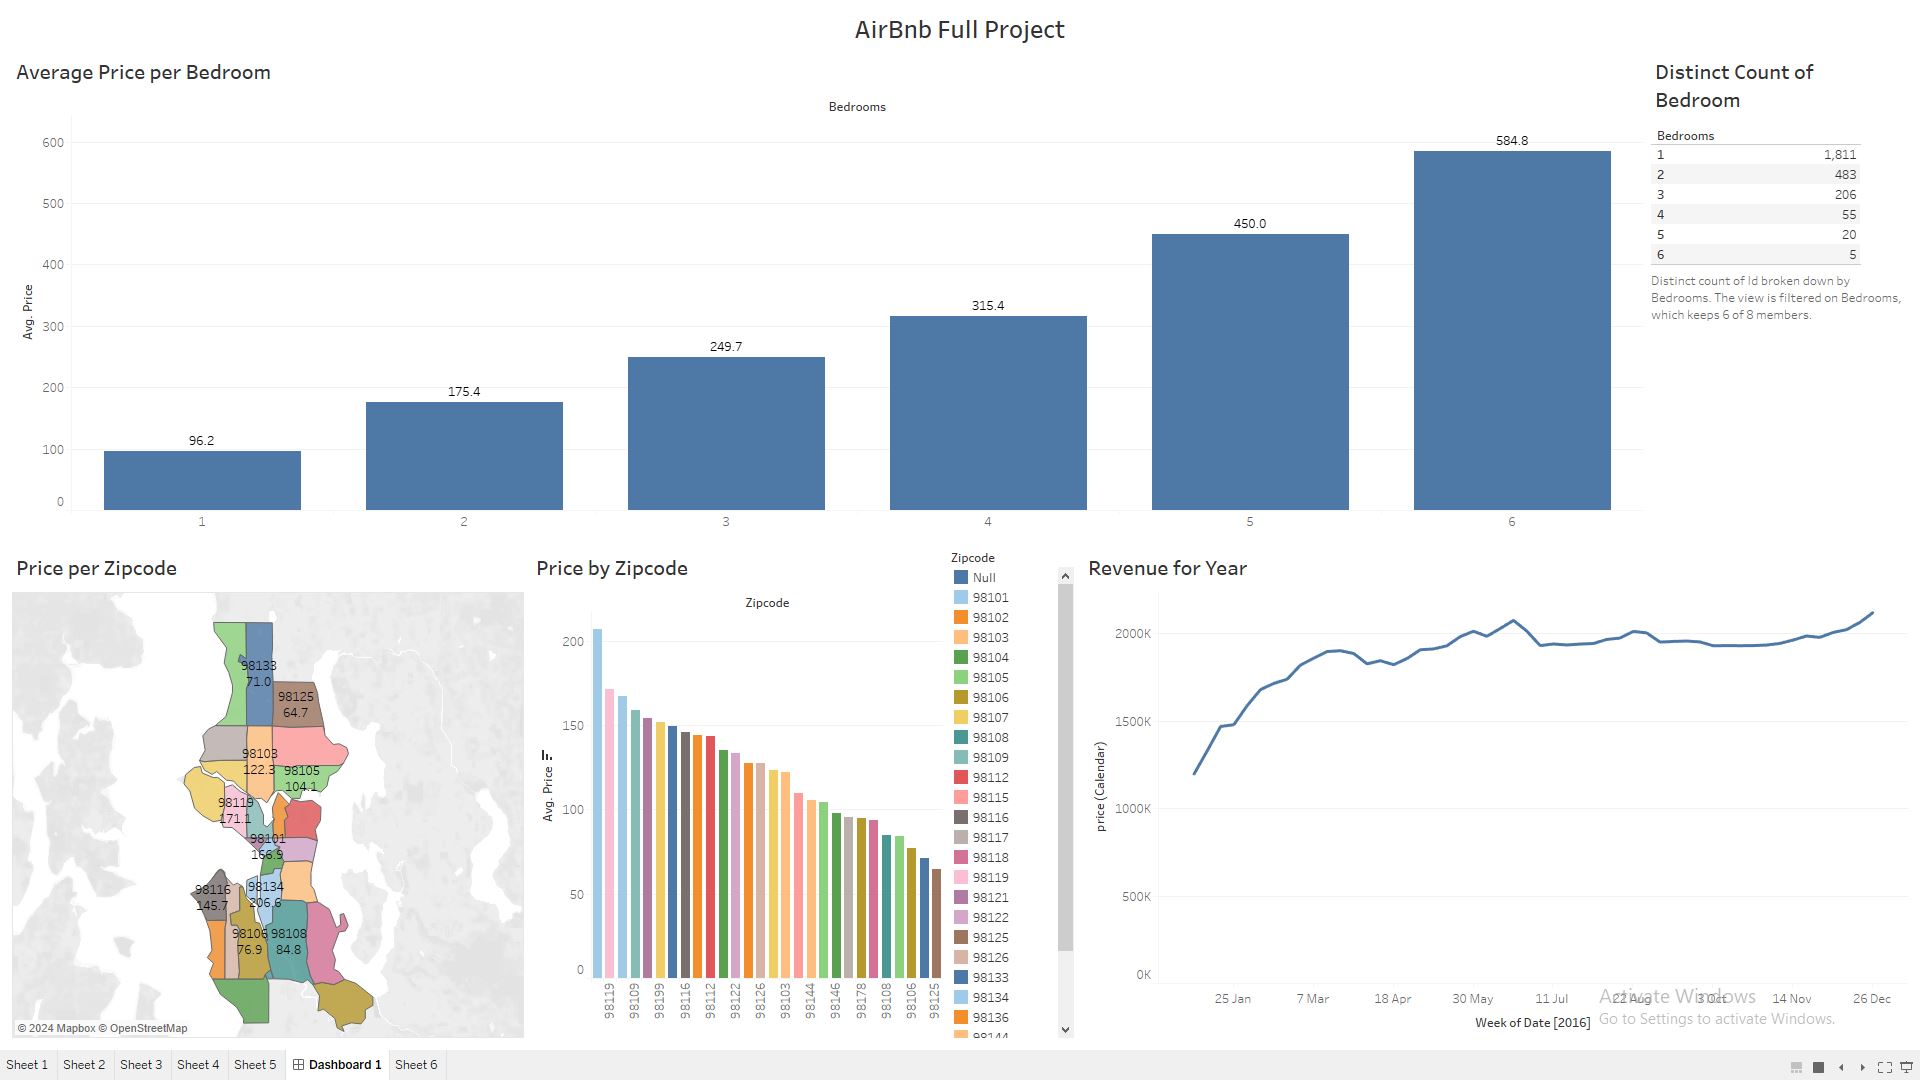 AirBnb Full Project
Average Price per Bedroom
Bedrooms
Avg. Price
600
500
400
300
200
100
0
96.2
175.4
249.7
315.4
450.0
584.8
1
2
3
4
5
6
Distinct Count of
Bedroom
Bedrooms
1 1,811
2 483
3 206
4 55
5 20
6 5
Distinct count of Id broken down by
Bedrooms. The view is filtered on Bedrooms,
which keeps 6 of 8 members.
Price per Zipcode
98133
71.0
98125
64.7
98103
122.3
98105
104.1
98119
171.1
98101
166.9
98116
145.7
98134
206.6
98106
76.9
98108
84.8
© 2024 Mapbox © OpenStreetMap
Price by Zipcode
Zipcode
Avg. Price
200
150
100
50
0
98119
98109
98199
98116
98112
98122
98126
98103
98144
98146
98178
98108
98106
98125
Zipcode
Null
98101
98102
98103
98104
98105
98106
98107
98108
98109
98112
98115
98116
98117
98118
98119
98121
98122
98125
98126
98133
98134
98136
98144
Revenue for Year
price (Calendar)
2000K
1500K
1000K
500K
0K
25 Jan
7 Mar
18 Apr
30 May
11 Jul
22 Aug
3 Oct
14 Nov
26 Dec
Week of Date [2016]
Activate Windows
Go to Settings to activate Windows.
Sheet 1
Sheet 2
Sheet 3
Sheet 4
Sheet 5
Dashboard 1
Sheet 6